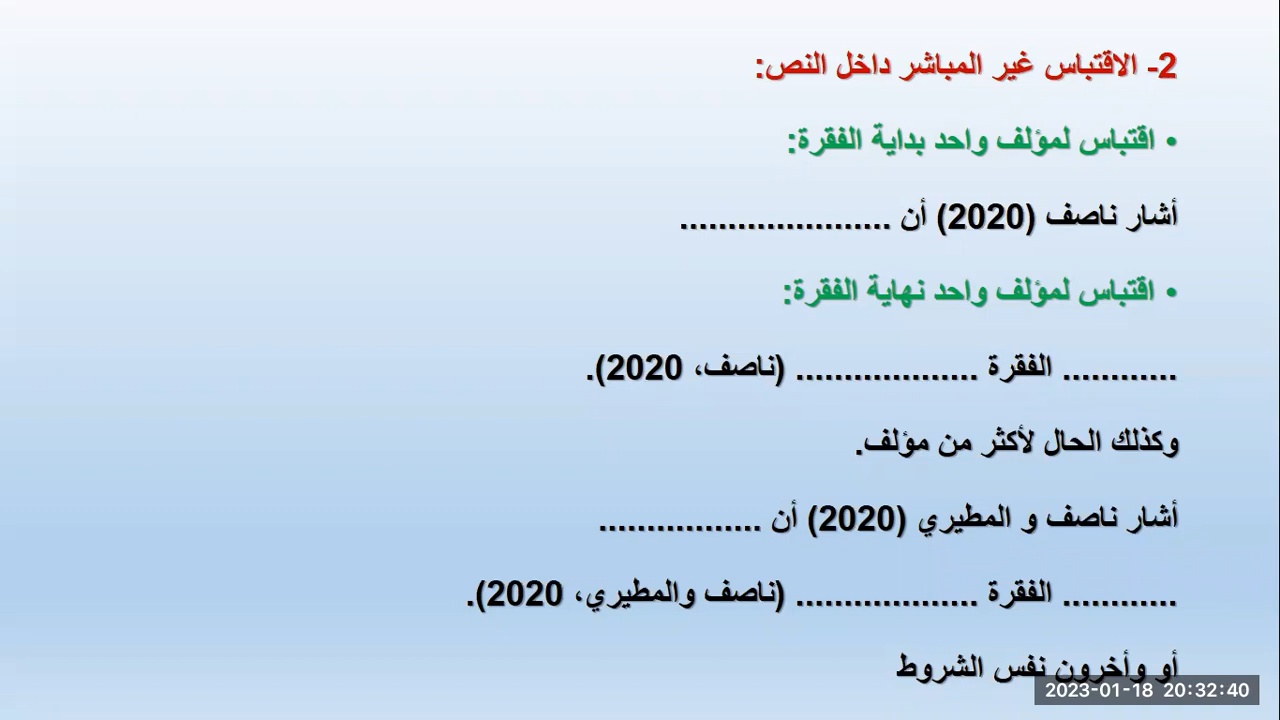 2- الاقتباس غير المباشر داخل النص:
• اقتباس لمؤلف واحد بداية الفقرة:
أشار ناصف (2020) أن ......................
• اقتباس لمؤلف واحد نهاية الفقرة:
............ الفقرة ................... (ناصف، 2020).
وكذلك الحال لأكثر من مؤلف.
أشار ناصف و المطيري (2020) أن .................
............ الفقرة ................... (ناصف والمطيري، 2020).
أو وأخرون نفس الشروط
2023-01-18 20:32:40